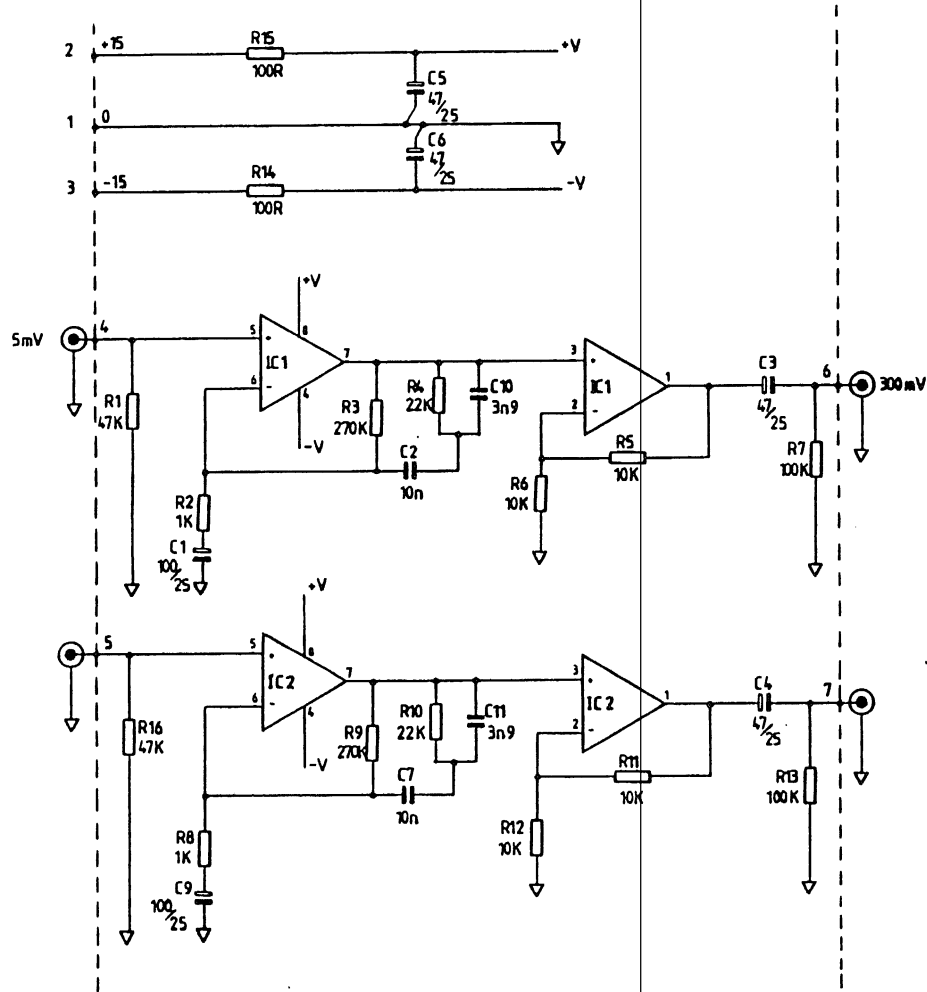 2
+15
R15
100R
+V
C5
47/25
1
0
C6
47/25
3
-15
R14
100R
-V
+V
5mV
4
5
8
IC1
7
6
-
4
-V
R1
47K
R3
270K
R4
22K
C10
3n9
C2
10n
R2
1K
C1
100/25
3
IC1
1
2
-
R5
10K
R6
10K
C3
47/25
6
300mV
R7
100K
+V
5
5
8
IC2
7
6
-
4
-V
R16
47K
R9
270K
R10
22K
C11
3n9
C7
10n
R8
1K
C9
100/25
3
IC2
1
2
-
R11
10K
R12
10K
C4
47/25
7
R13
100K